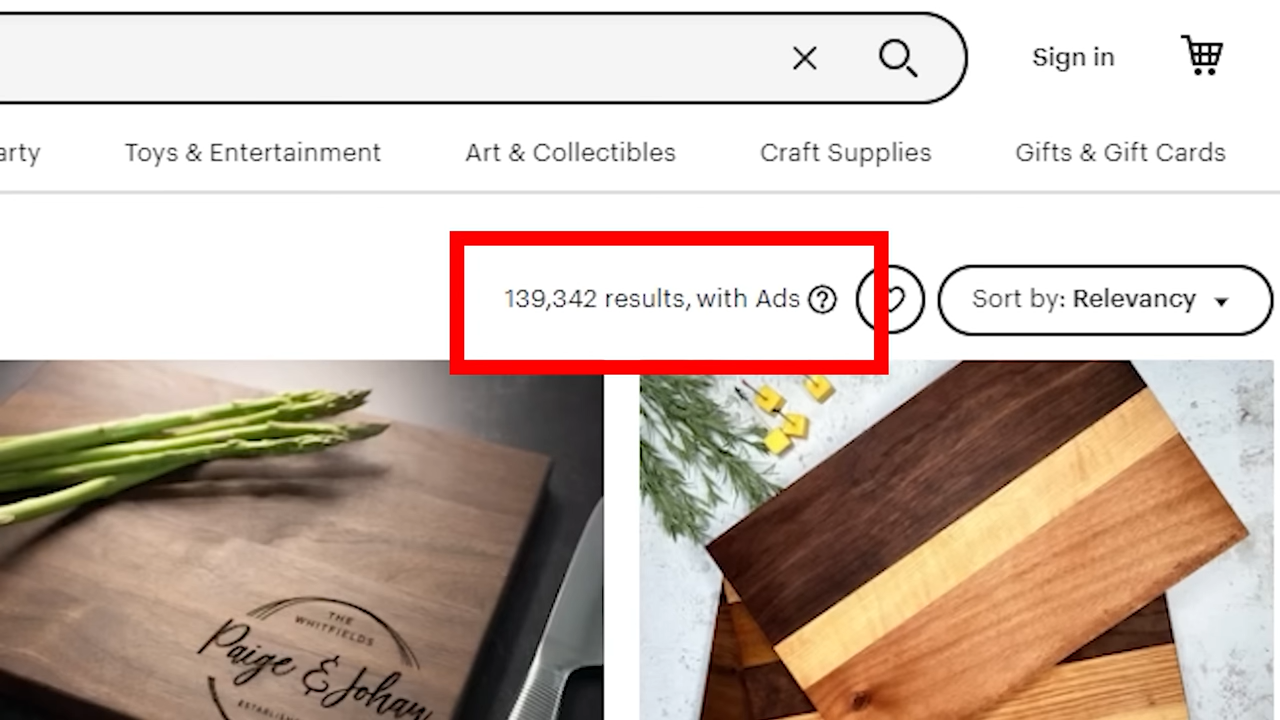 Sign in
arty Toys & Entertainment Art & Collectibles Craft Supplies Gifts & Gift Cards
139,342 results, with Ads ? Sort by: Relevancy
THE
WHITFIELDS
Paige & Johan